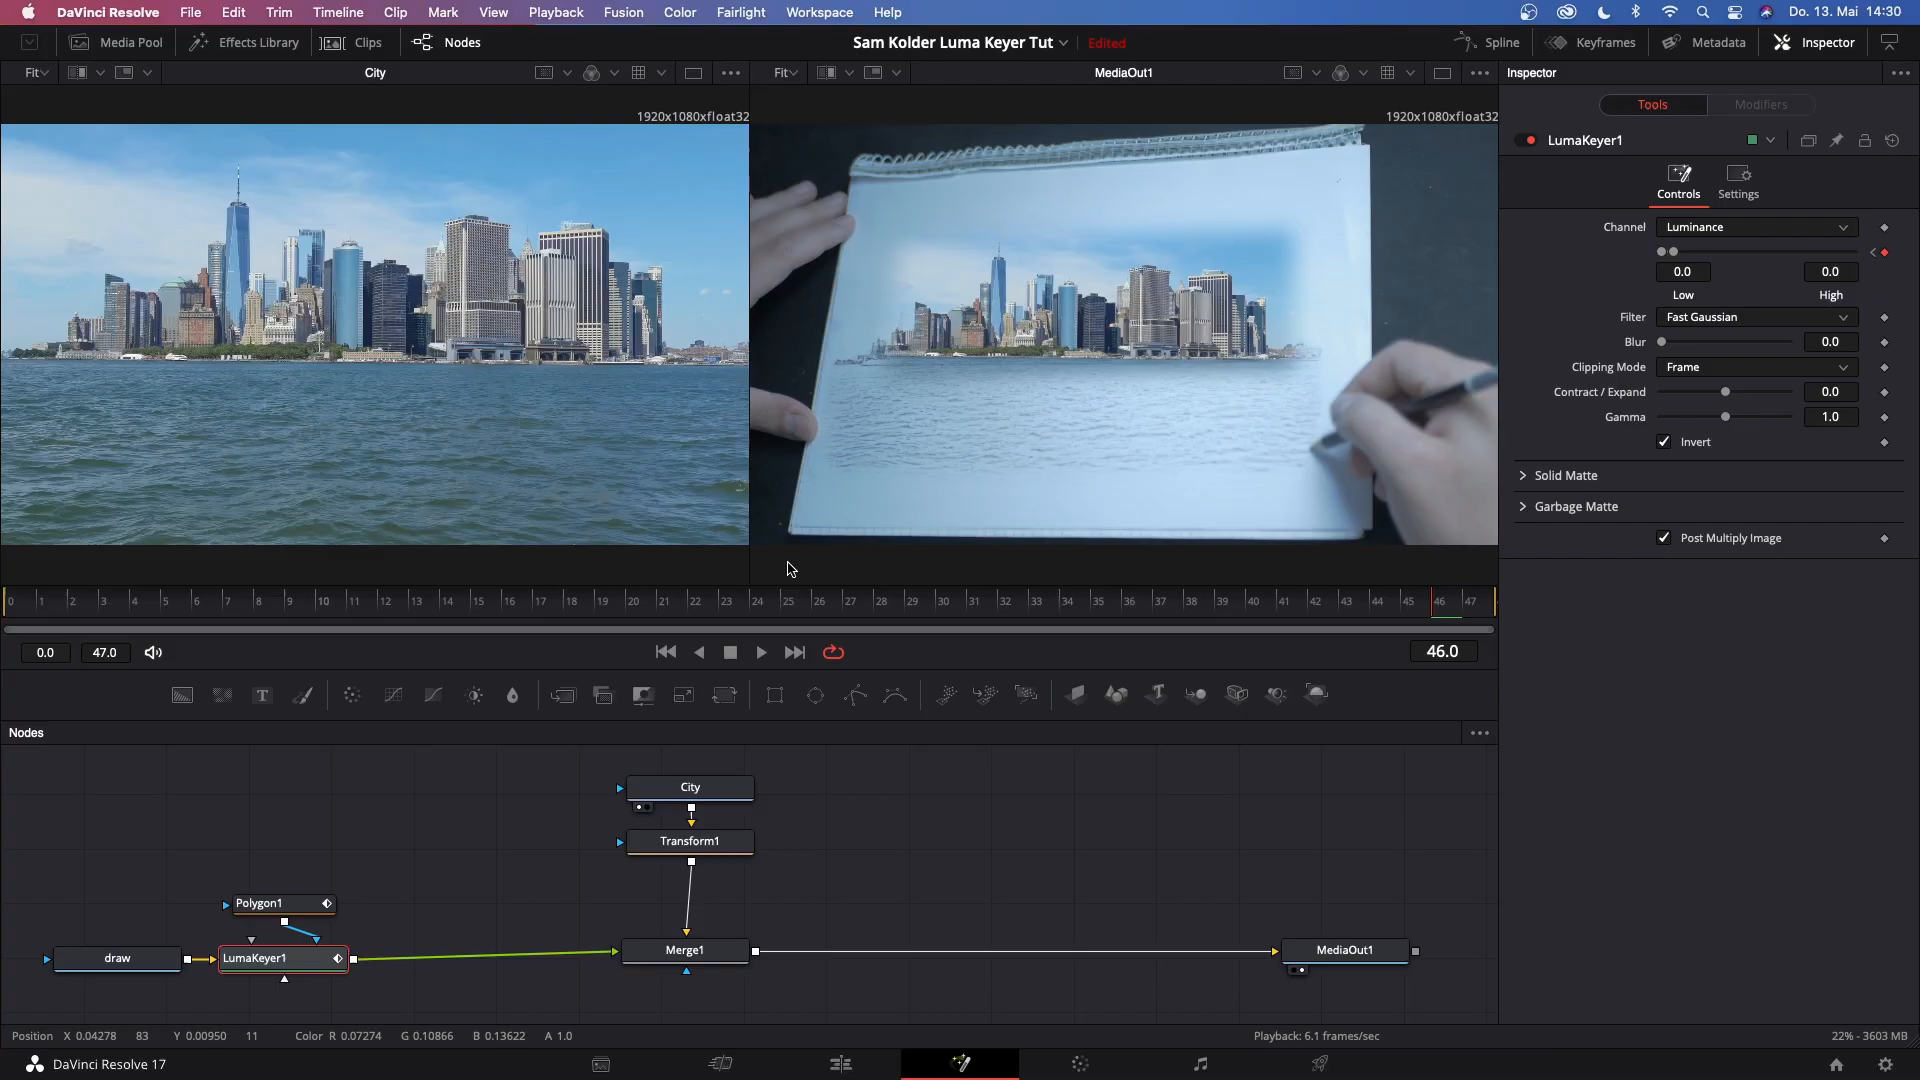 DaVinci Resolve File Edit Trim Timeline Clip Mark View Playback Fusion Color Fairlight Workspace Help Do. 13. Mai 14:30
Media Pool Effects Library Clips Nodes Sam Kolder Luma Keyer Tut Edited Spline Keyframes Metadata Inspector
Fit City Fit MediaOut1 Inspector
1920x1080xfloat32 1920x1080xfloat32
Tools Modifiers
LumaKeyer1
Controls Settings
Channel Luminance
0.0 0.0
Low High
Filter Fast Gaussian
Blur 0.0
Clipping Mode Frame
Contract / Expand 0.0
Gamma 1.0
Invert
Solid Matte
Garbage Matte
Post Multiply Image
0 1 2 3 4 5 6 7 8 9 10 11 12 13 14 15 16 17 18 19 20 21 22 23 24 25 26 27 28 29 30 31 32 33 34 35 36 37 38 39 40 41 42 43 44 45 46 47
0.0 47.0 46.0
T
Nodes
City
Transform1
Polygon1
draw LumaKeyer1 Merge1 MediaOut1
Position X 0.04278 83 Y 0.00950 11 Color R 0.07274 G 0.10866 B 0.13622 A 1.0 Playback: 6.1 frames/sec 22% - 3603 MB
DaVinci Resolve 17